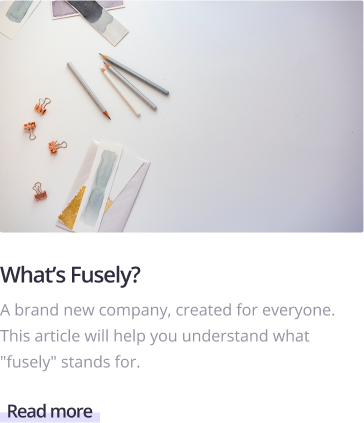 What's Fusely?
A brand new company, created for everyone.
This article will help you understand what
"fusely" stands for.
Read more